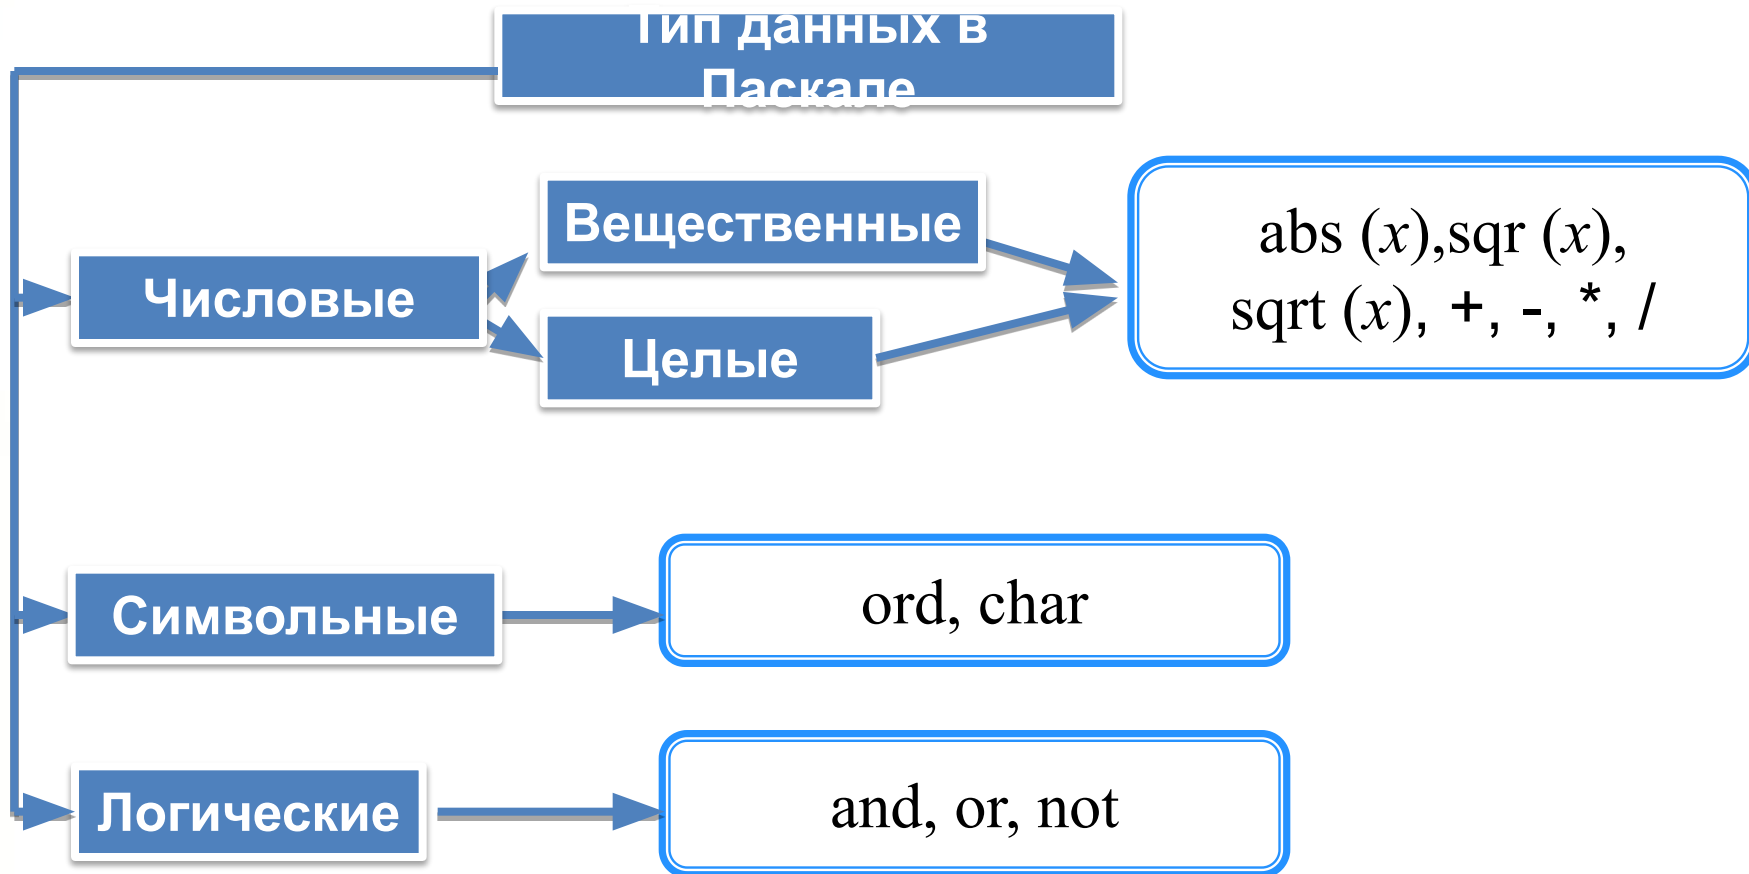 Тип данных в
Паскале
Вещественные
Числовые
Целые
abs (x),sqr (x),
sqrt (x), +, -, *, /
Символьные
ord, char
Логические
and, or, not